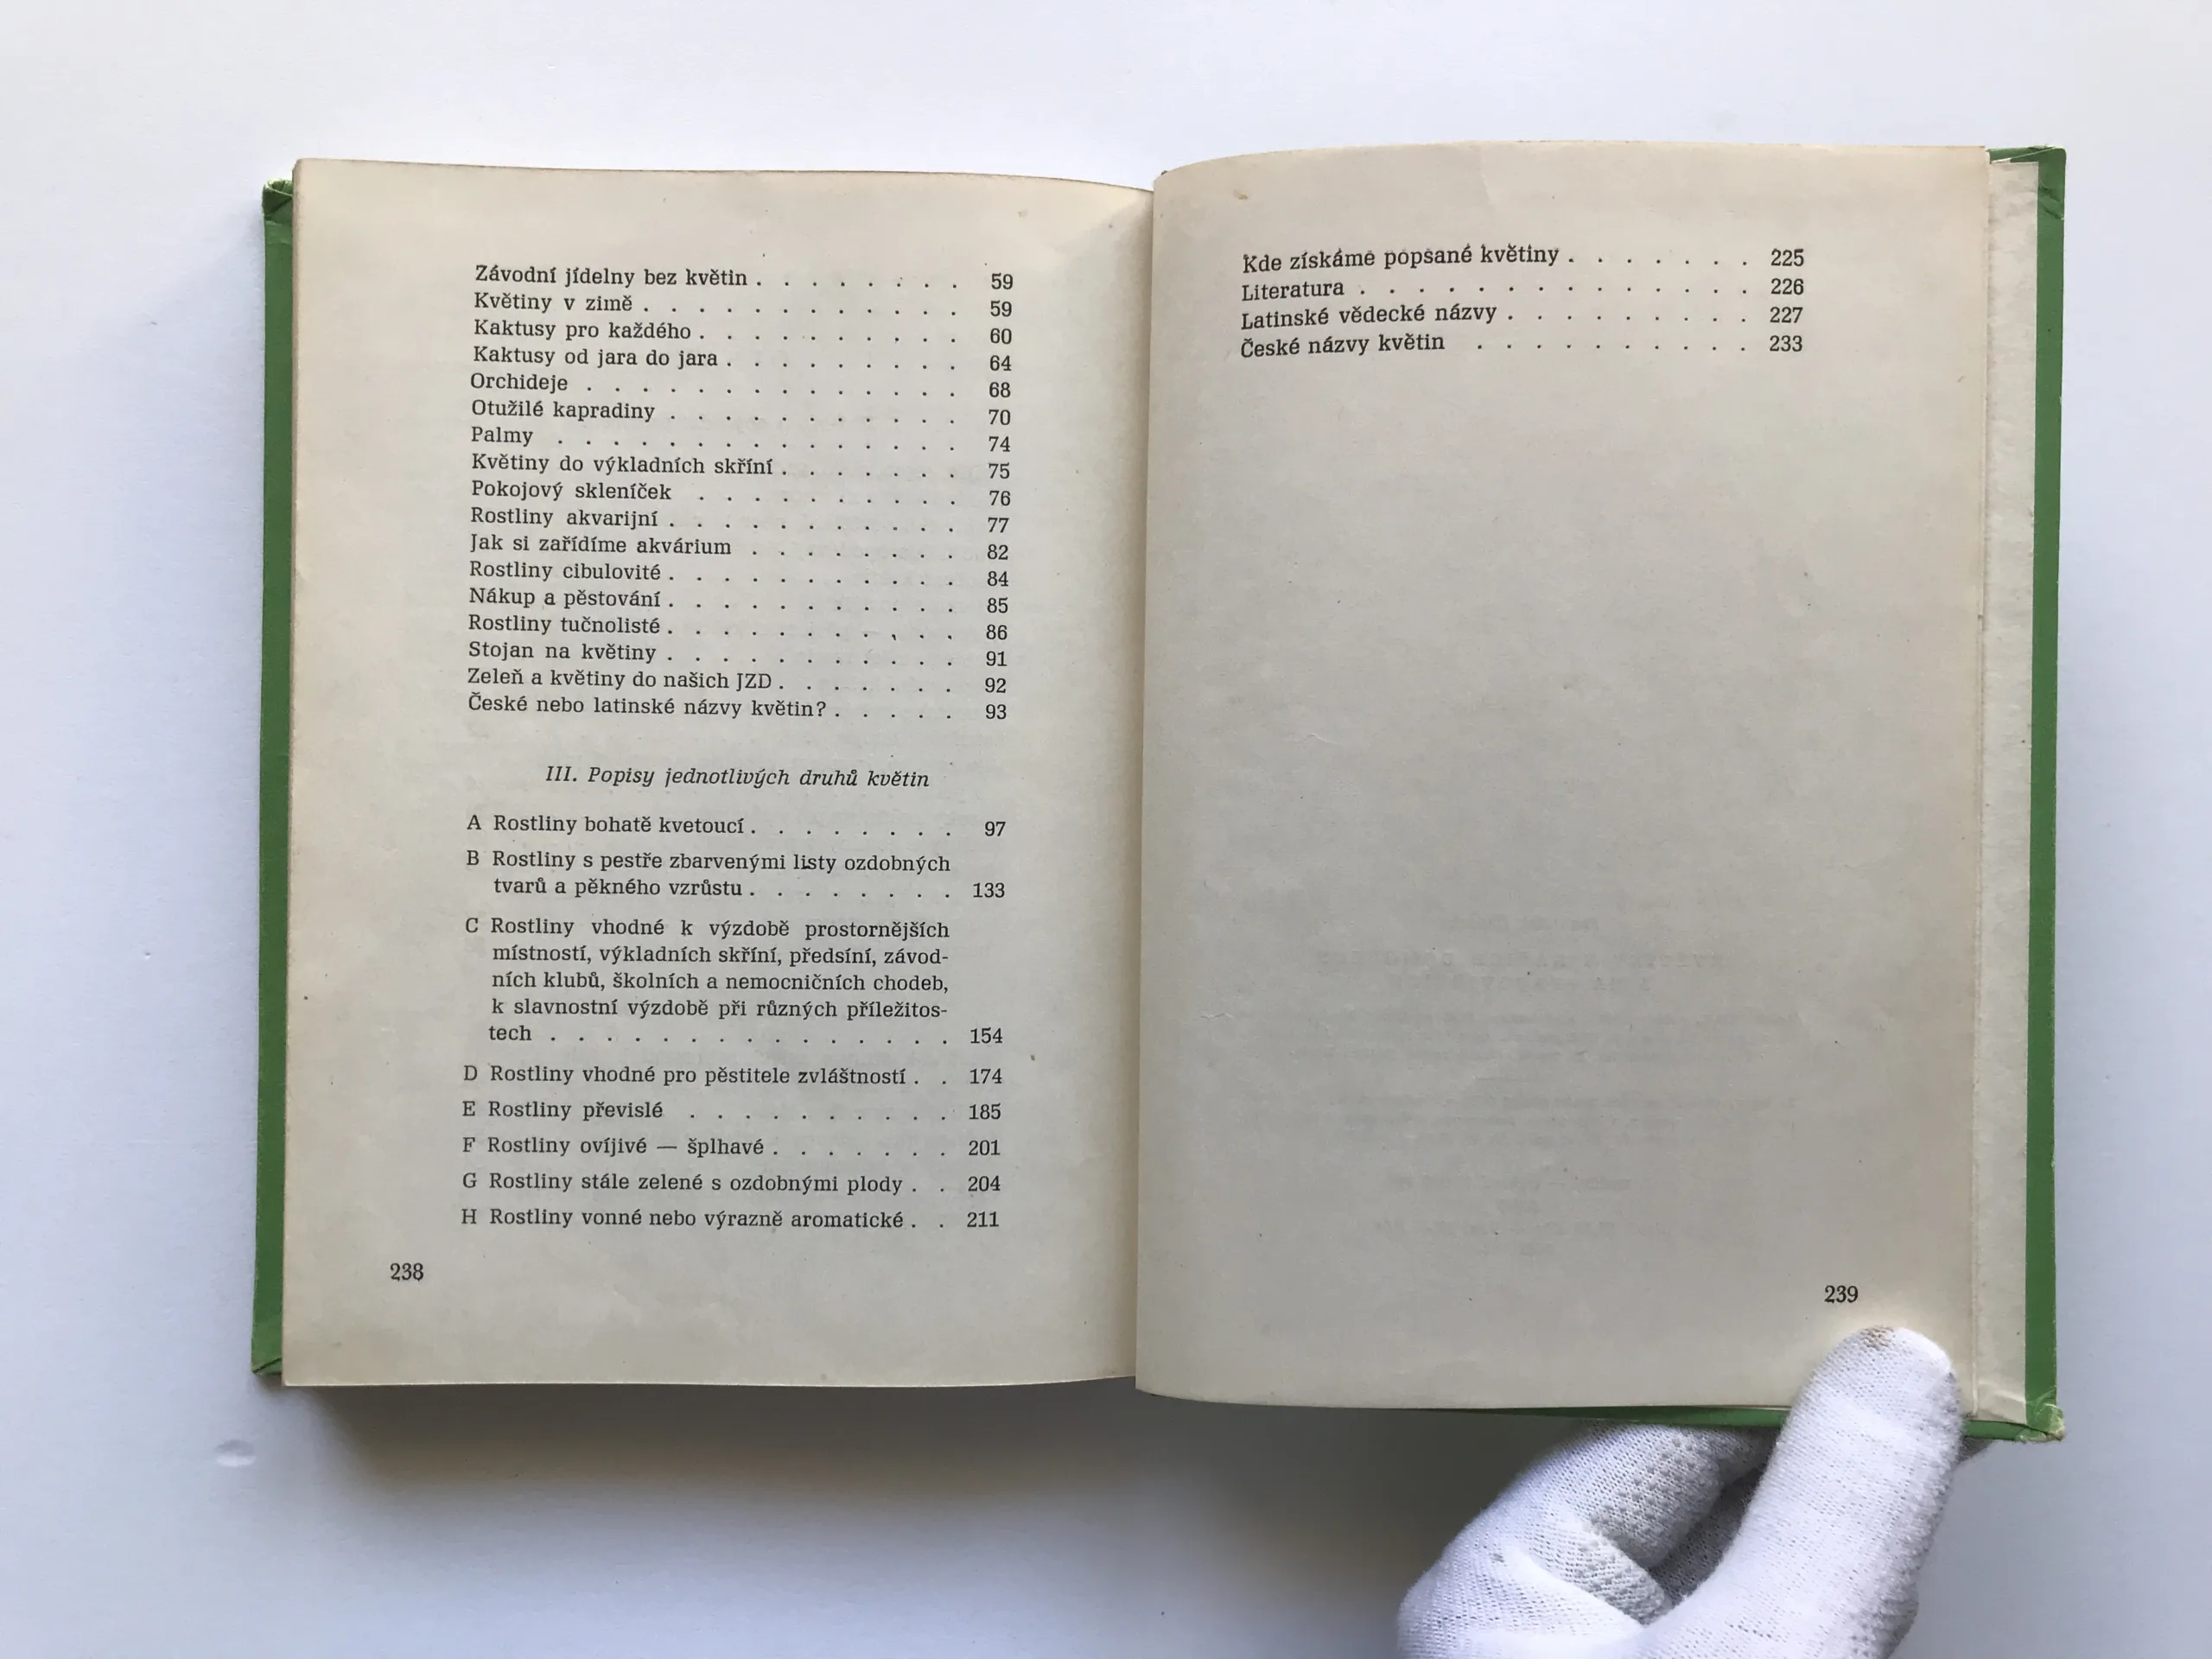 Závodní jídelny bez květin . . . . . . . . 59
Květiny v zimě . . . . . . . . . . . . 59
Kaktusy pro každého . . . . . . . . . . 60
Kaktusy od jara do jara . . . . . . . . . 64
Orchideje . . . . . . . . . . . . . . 68
Otužilé kapradiny . . . . . . . . . . . 70
Palmy . . . . . . . . . . . . . . . 74
Květiny do výkladních skříní . . . . . . . 75
Pokojový skleníček . . . . . . . . . . 76
Rostliny akvarijní . . . . . . . . . . . 77
Jak si zařídíme akvárium . . . . . . . . 82
Rostliny cibulovité . . . . . . . . . . . 84
Nákup a pěstování . . . . . . . . . . . 85
Rostliny tučnolisté . . . . . . . . . . . 86
Stojan na květiny . . . . . . . . . . . 91
Zeleň a květiny do našich JZD . . . . . . . 92
České nebo latinské názvy květin? . . . . . 93
III. Popisy jednotlivých druhů květin
A Rostliny bohatě kvetoucí . . . . . . . . 97
B Rostliny s pestře zbarvenými listy ozdobných
tvarů a pěkného vzrůstu . . . . . . . . 133
C Rostliny vhodné k výzdobě prostornějších
místností, výkladních skříní, předsíní, závod-
ních klubů, školních a nemocničních chodeb,
k slavnostní výzdobě při různých příležitos-
tech . . . . . . . . . . . . . . . 154
D Rostliny vhodné pro pěstitele zvláštností . . 174
E Rostliny převislé . . . . . . . . . . 185
F Rostliny ovíjivé — šplhavé . . . . . . . 201
G Rostliny stále zelené s ozdobnými plody . . 204
H Rostliny vonné nebo výrazně aromatické . . 211
238
Kde získáme popsané květiny . . . . . . . 225
Literatura . . . . . . . . . . . . . . 226
Latinské vědecké názvy . . . . . . . . . 227
České názvy květin . . . . . . . . . . 233
239